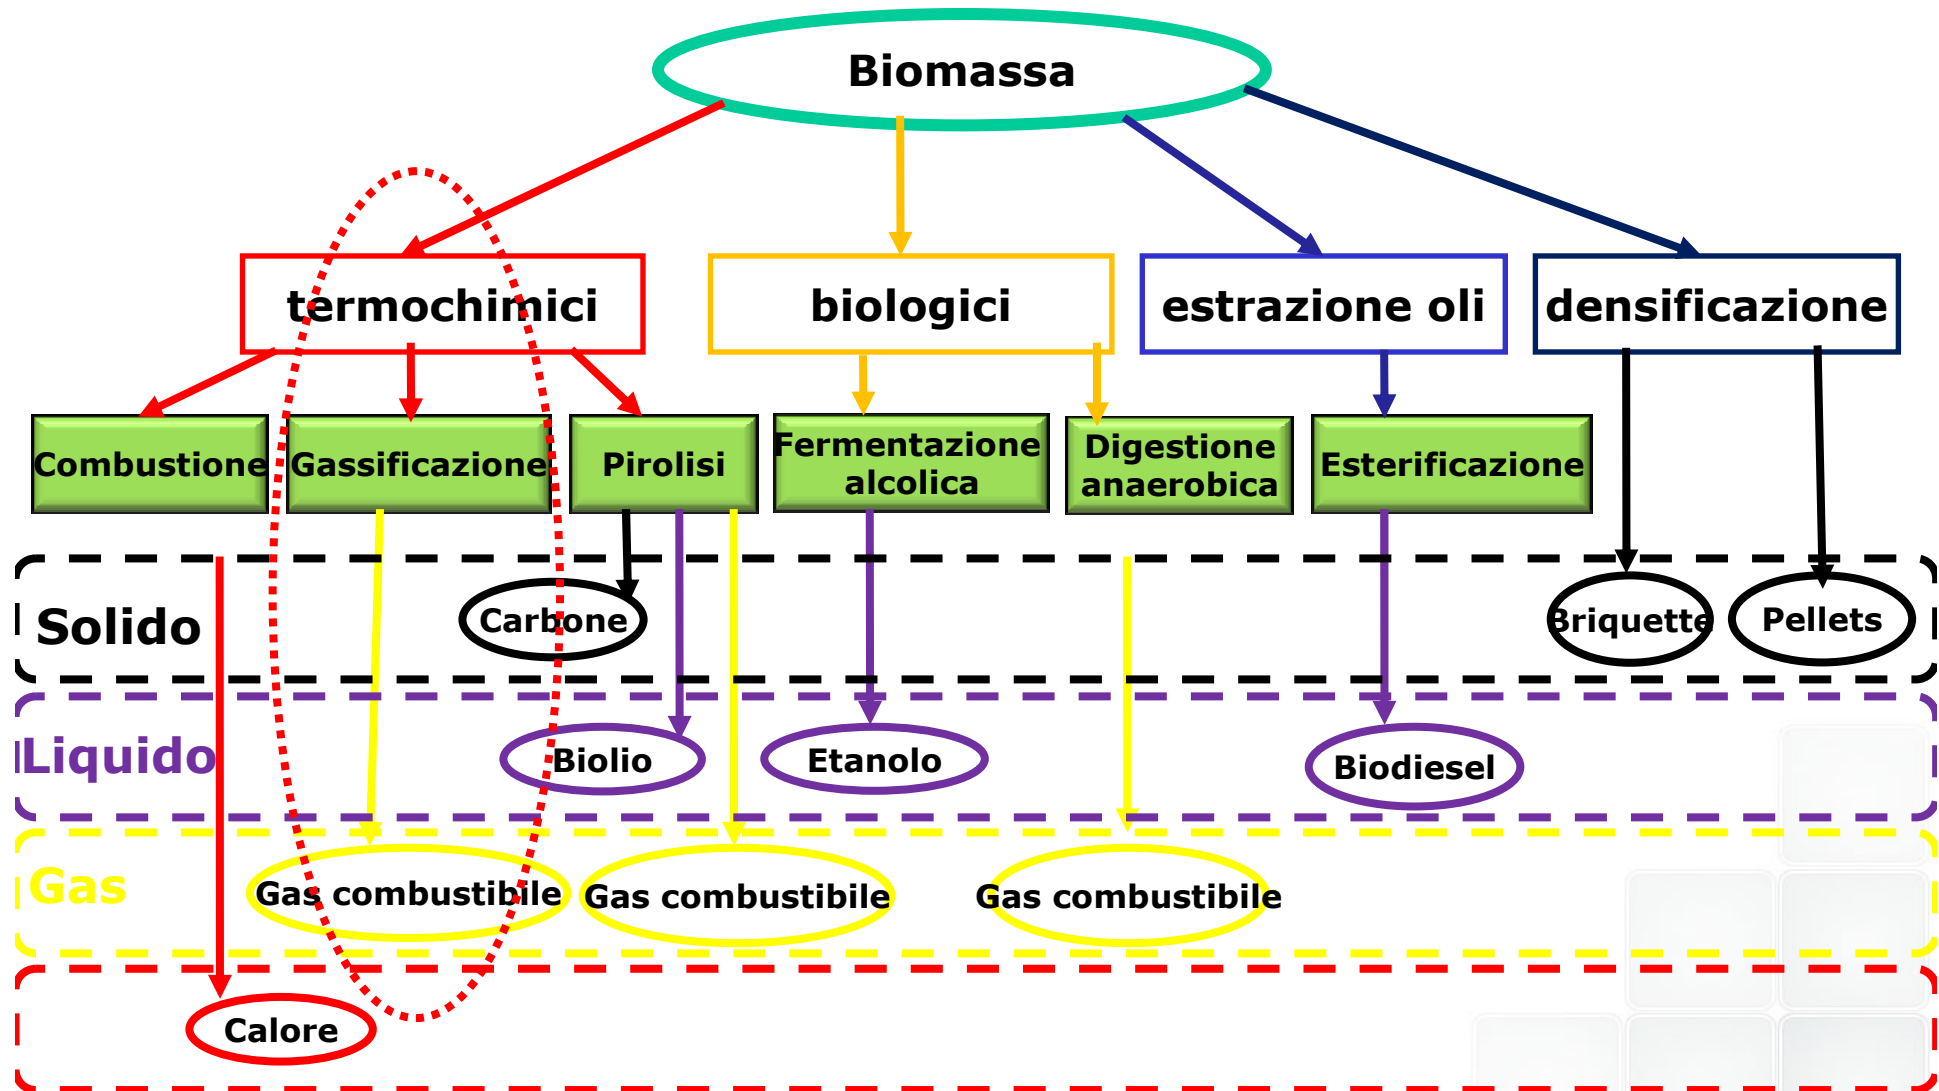 Biomassa
termochimici
biologici
estrazione oli
densificazione
Combustione
Gassificazione
Pirolisi
Fermentazione
alcolica
Digestione
anaerobica
Esterificazione
Solido
Carbone
Briquette
Pellets
Liquido
Biolio
Etanolo
Biodiesel
Gas
Gas combustibile
Gas combustibile
Gas combustibile
Calore